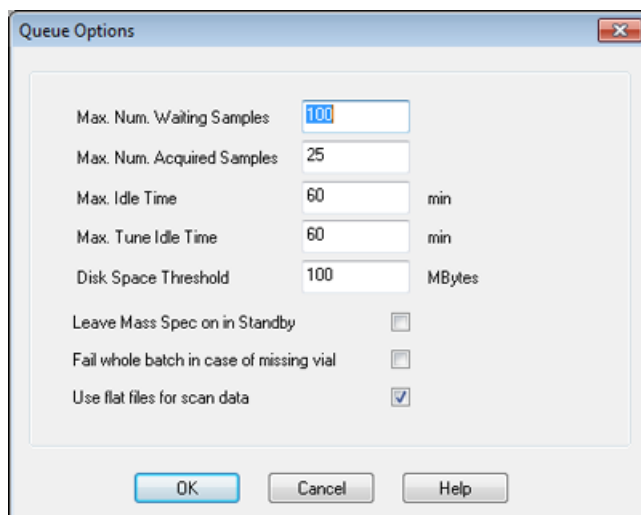 Queue Options
Max. Num. Waiting Samples 100
Max. Num. Acquired Samples 25
Max. Idle Time 60 min
Max. Tune Idle Time 60 min
Disk Space Threshold 100 MBytes
Leave Mass Spec on in Standby
Fail whole batch in case of missing vial
Use flat files for scan data
OK Cancel Help